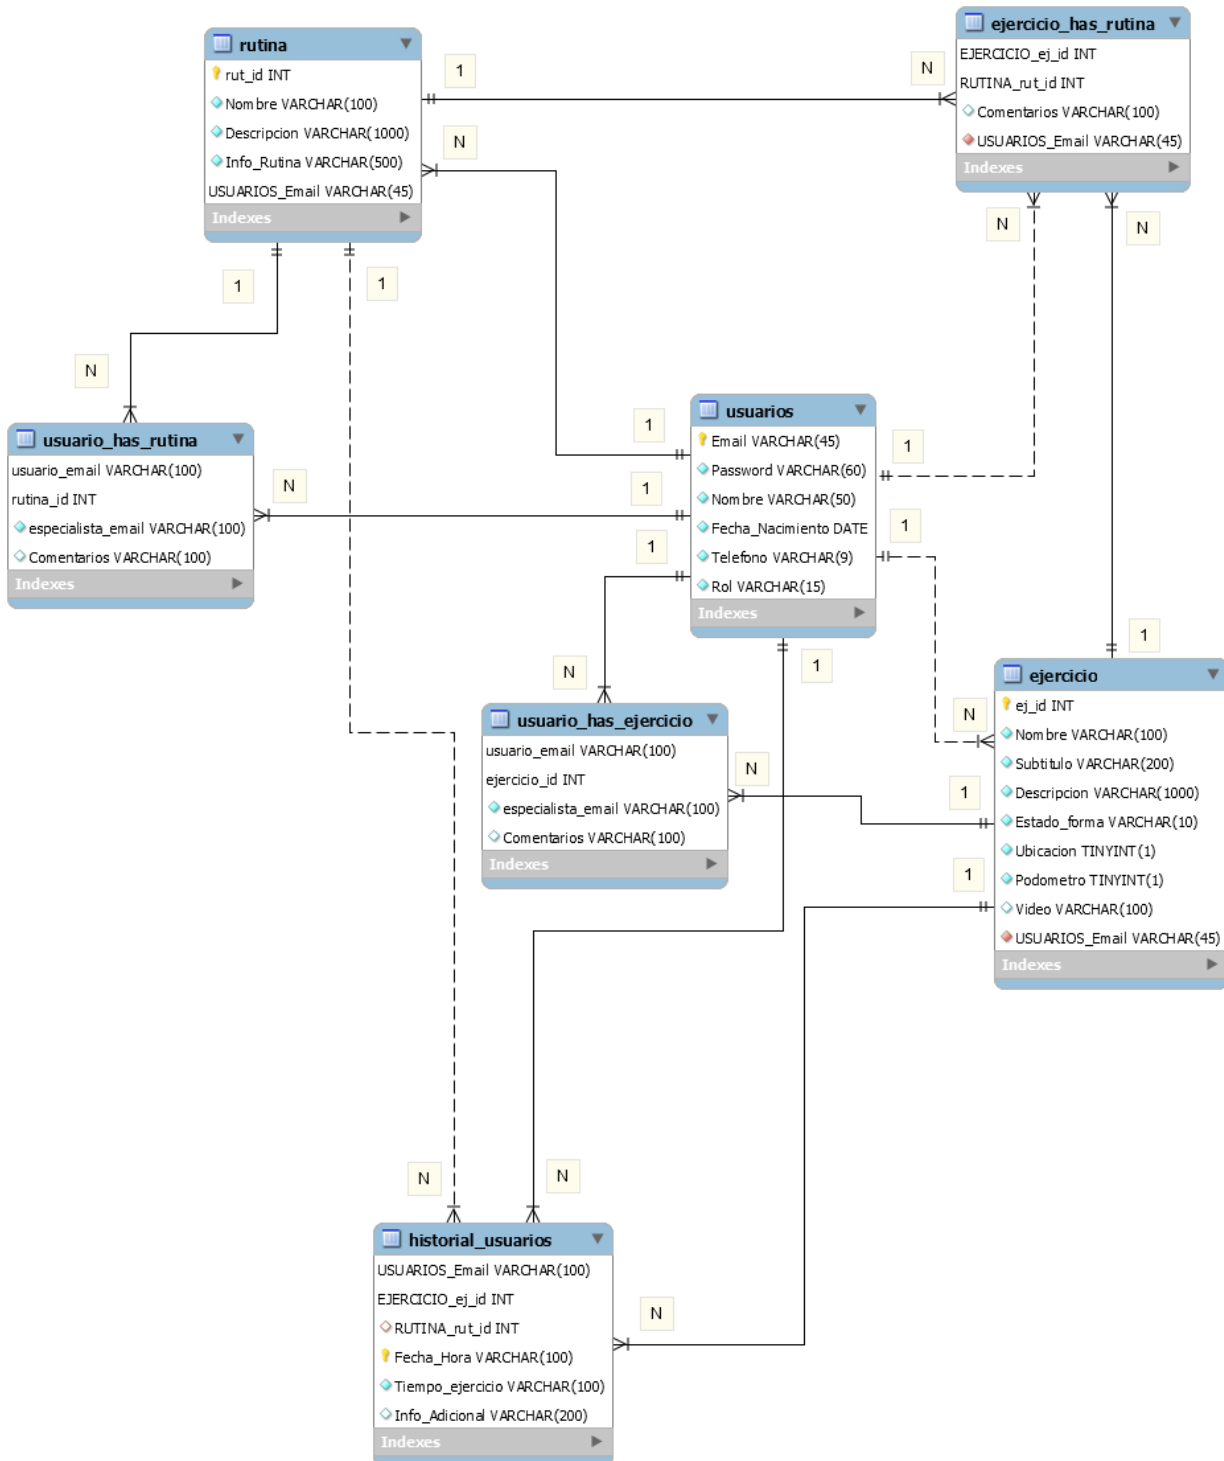 rutina
rut_id INT
Nombre VARCHAR(100)
Descripcion VARCHAR(1000)
Info_Rutina VARCHAR(500)
USUARIOS_Email VARCHAR(45)
Indexes
ejercicio_has_rutina
EJERCICIO_ej_id INT
RUTINA_rut_id INT
Comentarios VARCHAR(100)
USUARIOS_Email VARCHAR(45)
Indexes
1
N
N
N
N
1
1
N
usuario_has_rutina
usuario_email VARCHAR(100)
rutina_id INT
especialista_email VARCHAR(100)
Comentarios VARCHAR(100)
Indexes
usuarios
Email VARCHAR(45)
Password VARCHAR(60)
Nombre VARCHAR(50)
Fecha_Nacimiento DATE
Telefono VARCHAR(9)
Rol VARCHAR(15)
Indexes
1
1
N
1
1
1
N
1
1
N
usuario_has_ejercicio
usuario_email VARCHAR(100)
ejercicio_id INT
especialista_email VARCHAR(100)
Comentarios VARCHAR(100)
Indexes
ejercicio
ej_id INT
Nombre VARCHAR(100)
Subtitulo VARCHAR(200)
Descripcion VARCHAR(1000)
Estado_forma VARCHAR(10)
Ubicacion TINYINT(1)
Podometro TINYINT(1)
Video VARCHAR(100)
USUARIOS_Email VARCHAR(45)
Indexes
N
1
1
N
N
historial_usuarios
USUARIOS_Email VARCHAR(100)
EJERCICIO_ej_id INT
RUTINA_rut_id INT
Fecha_Hora VARCHAR(100)
Tiempo_ejercicio VARCHAR(100)
Info_Adicional VARCHAR(200)
Indexes
N